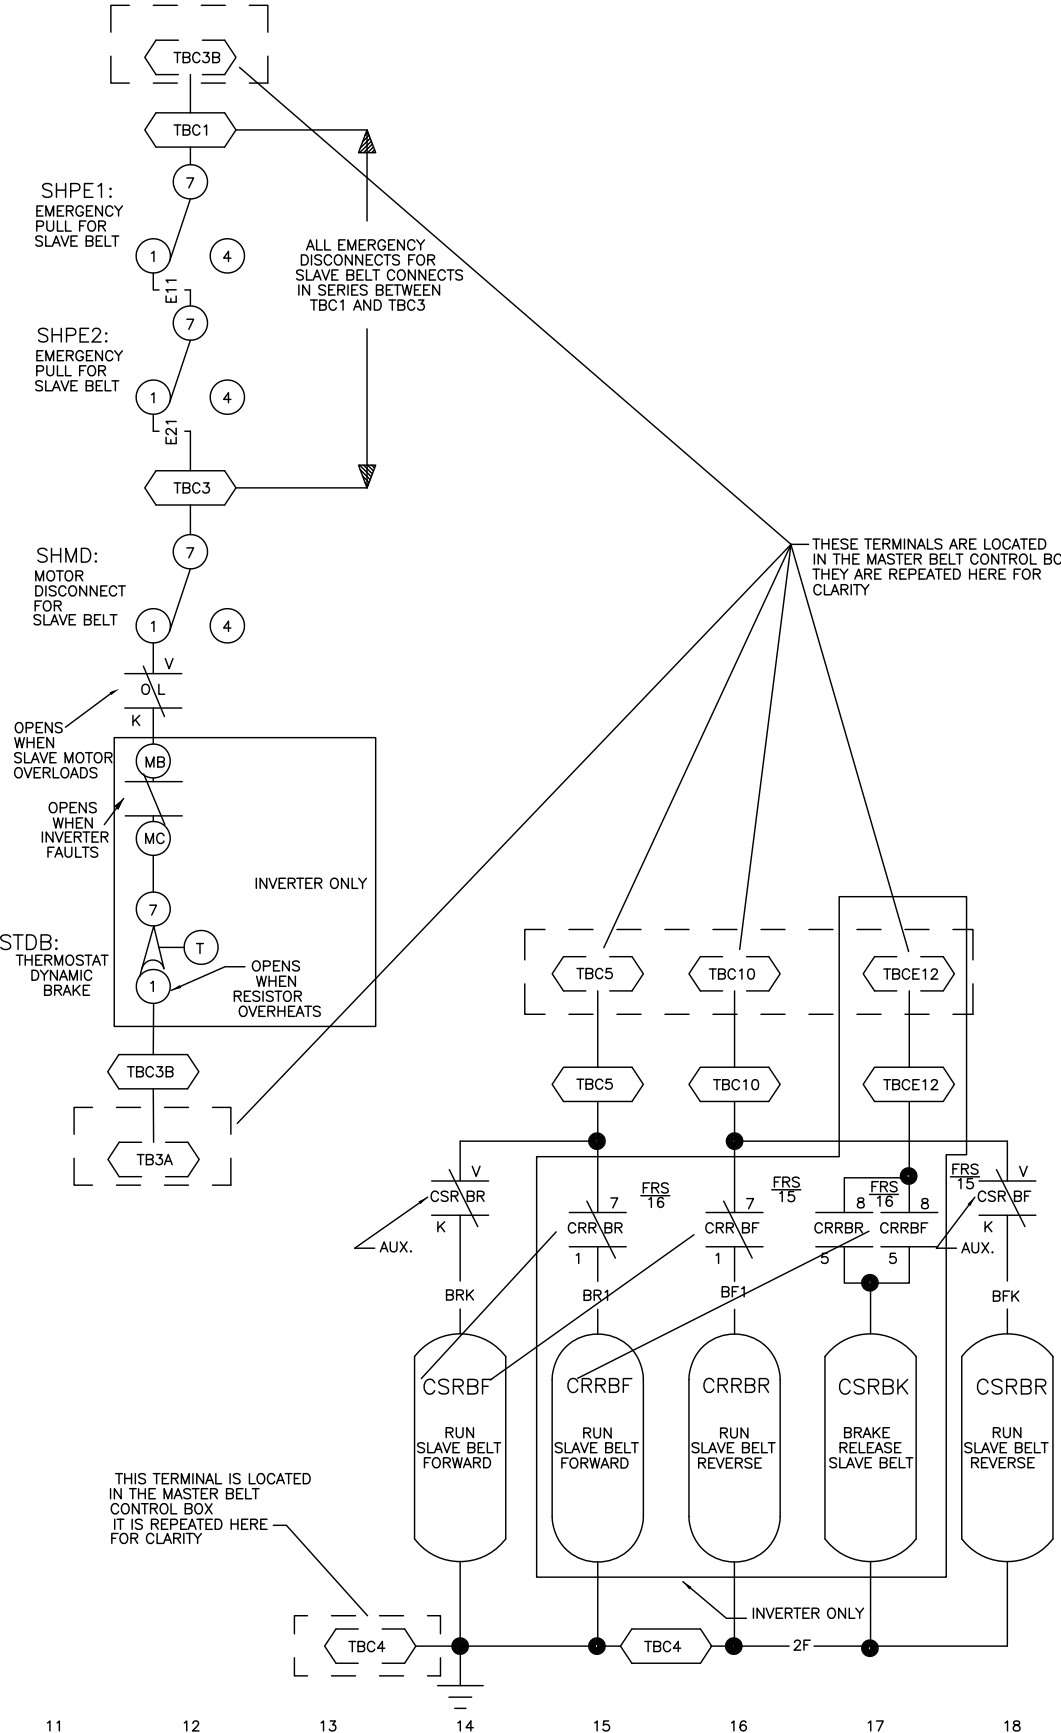 TBC3B
TBC1
7
SHPE1:
EMERGENCY
PULL FOR
SLAVE BELT
1
4
E11
ALL EMERGENCY
DISCONNECTS FOR
SLAVE BELT CONNECTS
IN SERIES BETWEEN
TBC1 AND TBC3
7
SHPE2:
EMERGENCY
PULL FOR
SLAVE BELT
1
4
E21
TBC3
7
SHMD:
MOTOR
DISCONNECT
FOR
SLAVE BELT
1
4
THESE TERMINALS ARE LOCATED
IN THE MASTER BELT CONTROL BO
THEY ARE REPEATED HERE FOR
CLARITY
V
OL
K
OPENS
WHEN
SLAVE MOTOR
OVERLOADS
MB
OPENS
WHEN
INVERTER
FAULTS
MC
INVERTER ONLY
7
STDB:
THERMOSTAT
DYNAMIC
BRAKE
T
1
OPENS
WHEN
RESISTOR
OVERHEATS
TBC3B
TB3A
TBC5
TBC10
TBCE12
TBC5
TBC10
TBCE12
V
CSR BR
K
AUX.
BRK
7
FRS
16
CRR BR
1
BR1
7
FRS
15
CRR BF
1
BF1
8
FRS
16
8
CRRBR
CRRBF
5
5
FRS
15
V
CSR BF
K
AUX.
BFK
CSRBF
RUN
SLAVE BELT
FORWARD
CRRBF
RUN
SLAVE BELT
FORWARD
CRRBR
RUN
SLAVE BELT
REVERSE
CSRBK
BRAKE
RELEASE
SLAVE BELT
CSRBR
RUN
SLAVE BELT
REVERSE
THIS TERMINAL IS LOCATED
IN THE MASTER BELT
CONTROL BOX
IT IS REPEATED HERE
FOR CLARITY
INVERTER ONLY
TBC4
TBC4
2F
11 12 13 14 15 16 17 18